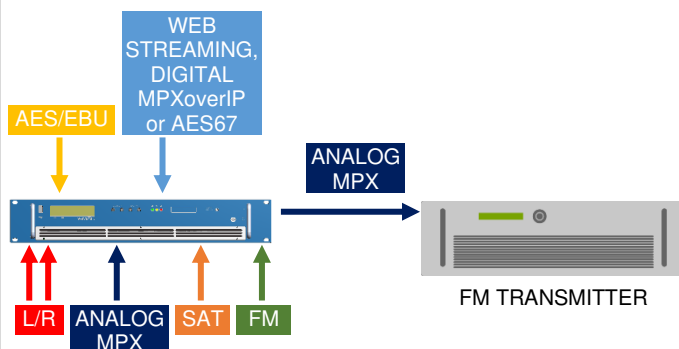 WEB
STREAMING,
DIGITAL
MPXoverIP
or AES67
AES/EBU
ANALOG
MPX
FM TRANSMITTER
L/R
ANALOG
MPX
SAT
FM